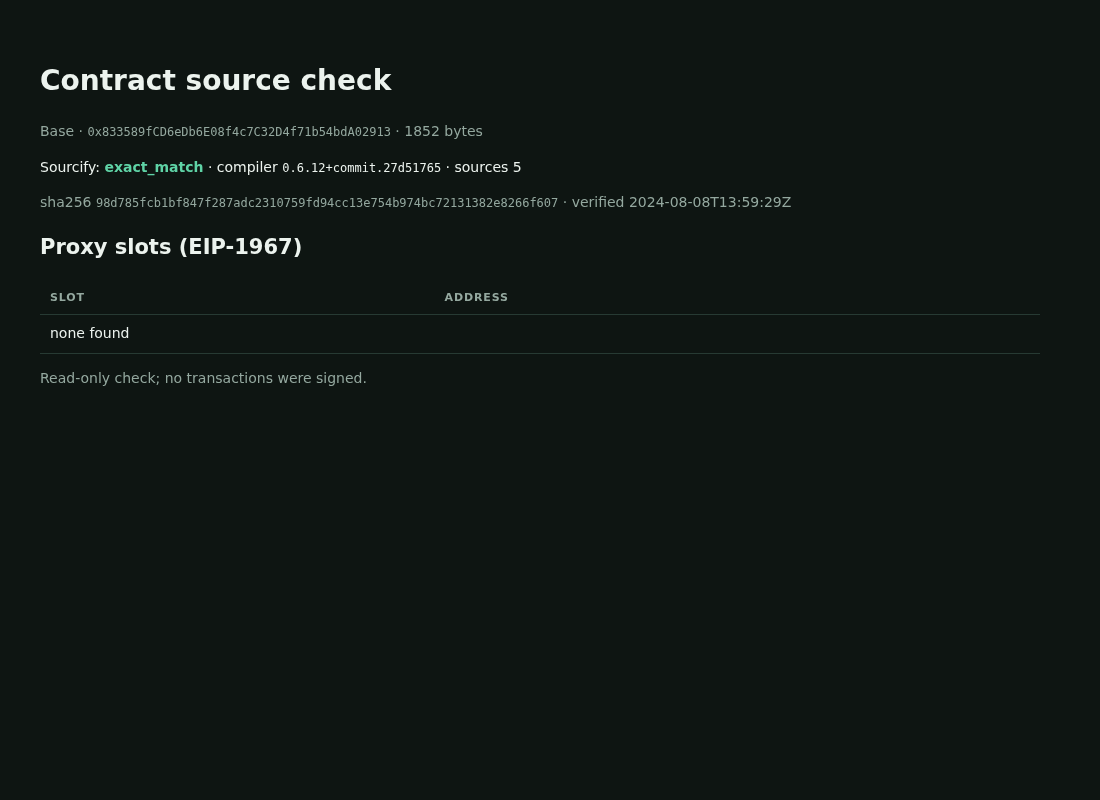 Contract source check
Base · 0x833589fCD6eDb6E08f4c7C32D4f71b54bdA02913 · 1852 bytes
Sourcify: exact_match · compiler 0.6.12+commit.27d51765 · sources 5
sha256 98d785fcb1bf847f287adc2310759fd94cc13e754b974bc72131382e8266f607 · verified 2024-08-08T13:59:29Z
Proxy slots (EIP-1967)
SLOT ADDRESS
none found
Read-only check; no transactions were signed.